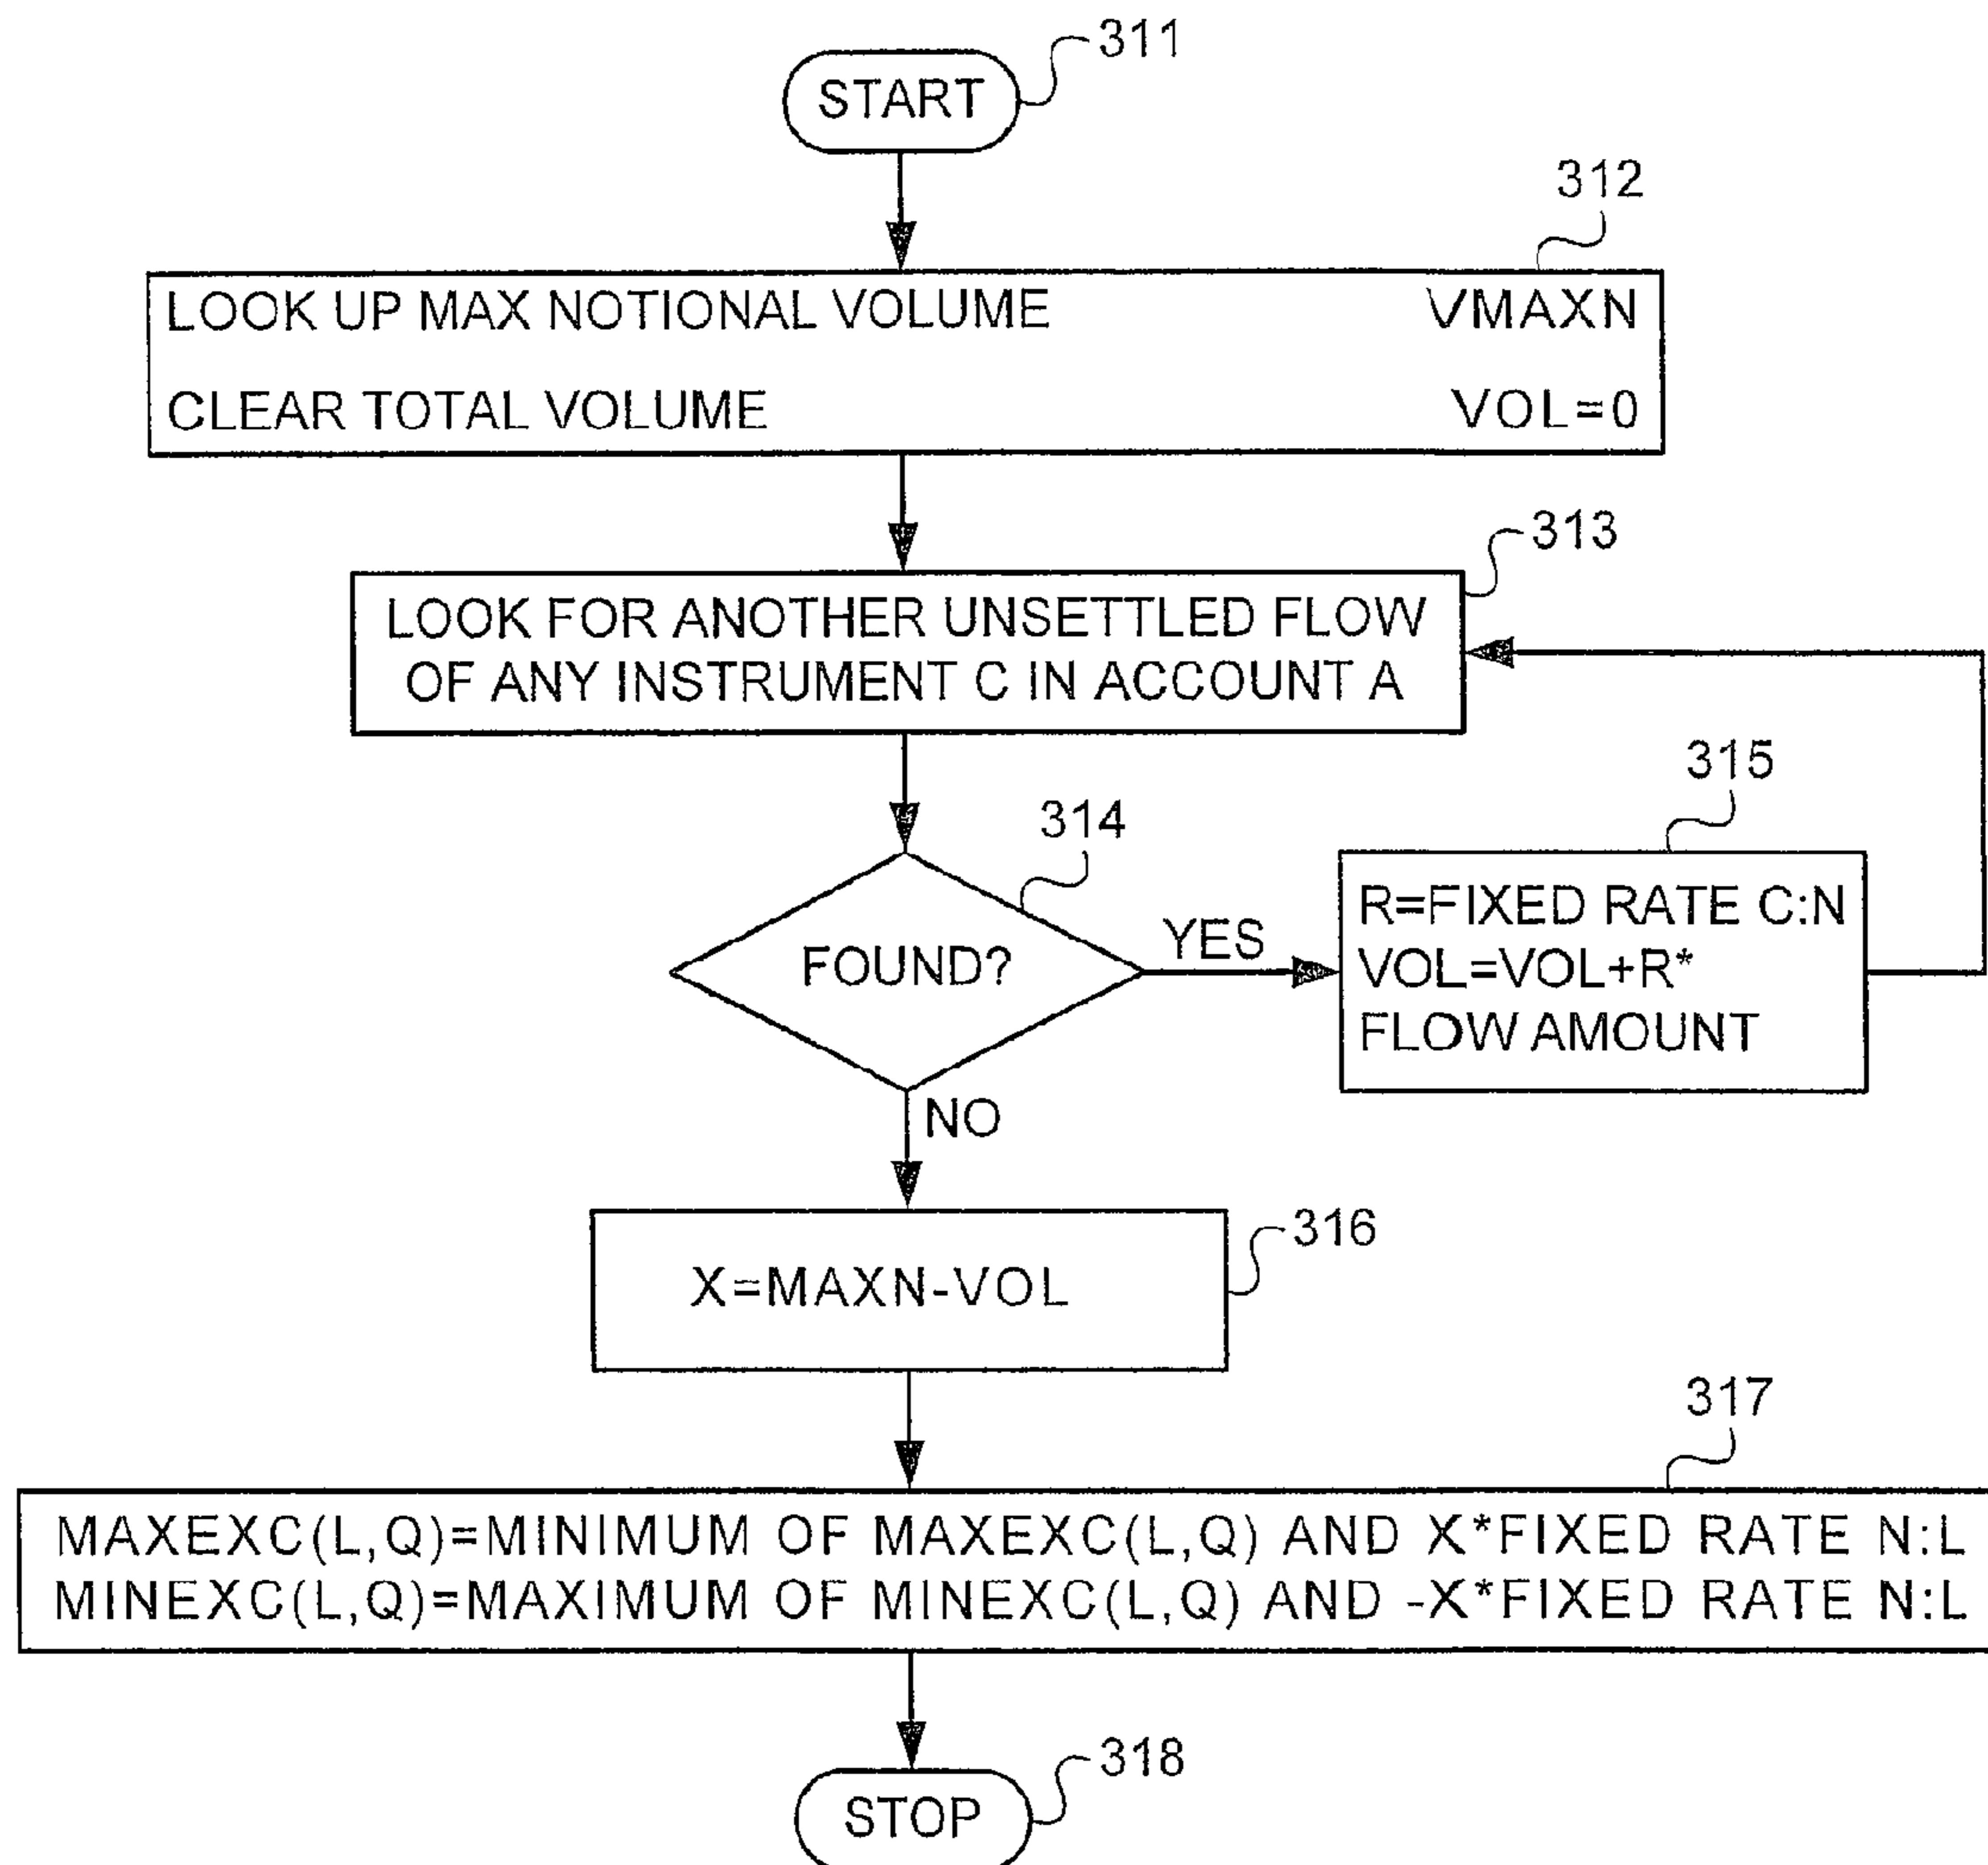 311
START
312
LOOK UP MAX NOTIONAL VOLUME VMAXN
CLEAR TOTAL VOLUME VOL=0
313
LOOK FOR ANOTHER UNSETTLED FLOW
OF ANY INSTRUMENT C IN ACCOUNT A
314
FOUND?
YES
315
R=FIXED RATE C:N
VOL=VOL+R*
FLOW AMOUNT
NO
316
X=MAXN-VOL
317
MAXEXC(L,Q)=MINIMUM OF MAXEXC(L,Q) AND X*FIXED RATE N:L
MINEXC(L,Q)=MAXIMUM OF MINEXC(L,Q) AND -X*FIXED RATE N:L
318
STOP